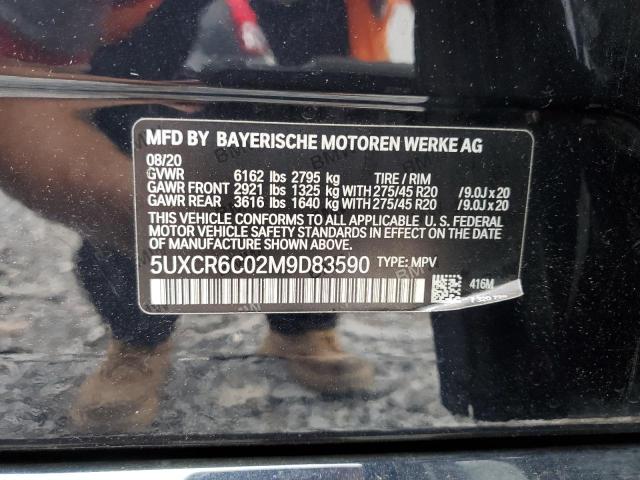 MFD BY BAYERISCHE MOTOREN WERKE AG
08/20
GVWR 6162 lbs 2795 kg TIRE / RIM
GAWR FRONT 2921 lbs 1325 kg WITH 275/45 R20 /9.0J x 20
GAWR REAR 3616 lbs 1640 kg WITH 275/45 R20 /9.0J x 20
THIS VEHICLE CONFORMS TO ALL APPLICABLE U. S. FEDERAL
MOTOR VEHICLE SAFETY STANDARDS IN EFFECT ON THE
DATE OF MANUFACTURE SHOWN ABOVE.
5UXCR6C02M9D83590 TYPE: MPV
416M